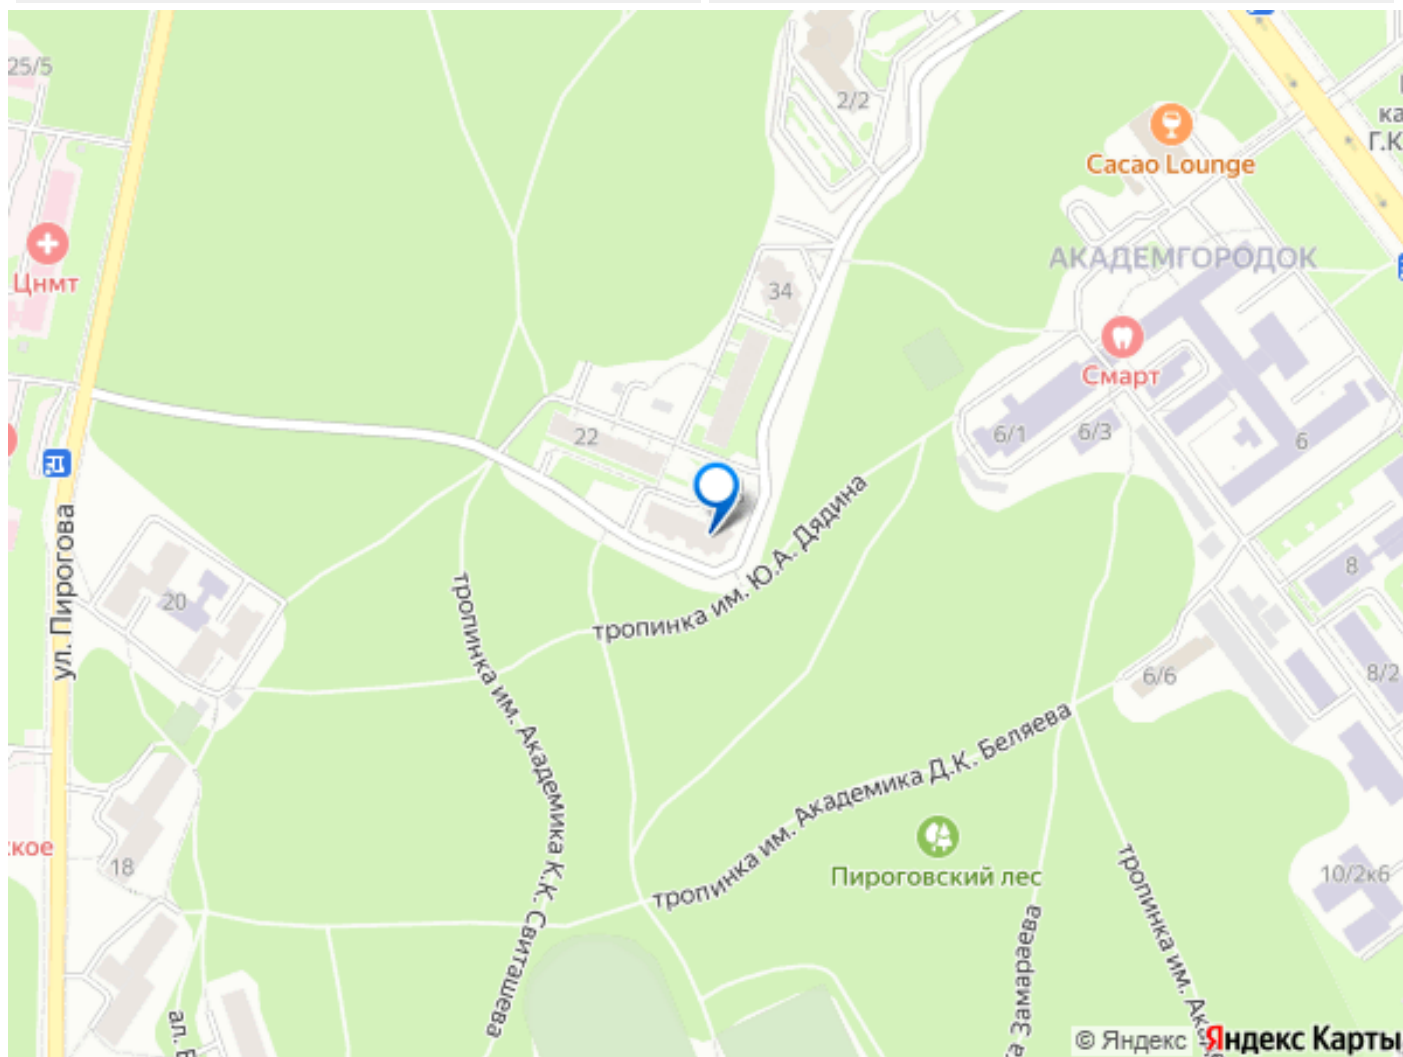 25/5
2/2
Cacao Lounge
Г.К
АКАДЕМГОРОДОК
Цнмт
34
Смарт
22
6/1
6/3
6
ул. Пирогова
20
тропинка им. Ю.А. Дядина
8
8/2
6/6
тропинка им. Академика К.К. Свиташева
тропинка им. Академика Д.К. Беляева
Пироговский лес
18
10/2к6
Замараева
тропинка им.
ал.
© Яндекс Яндекс Карты